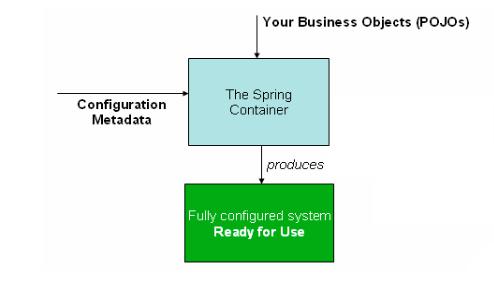 Your Business Objects (POJOs)
The Spring
Container
Configuration
Metadata
produces
Fully configured system
Ready for Use